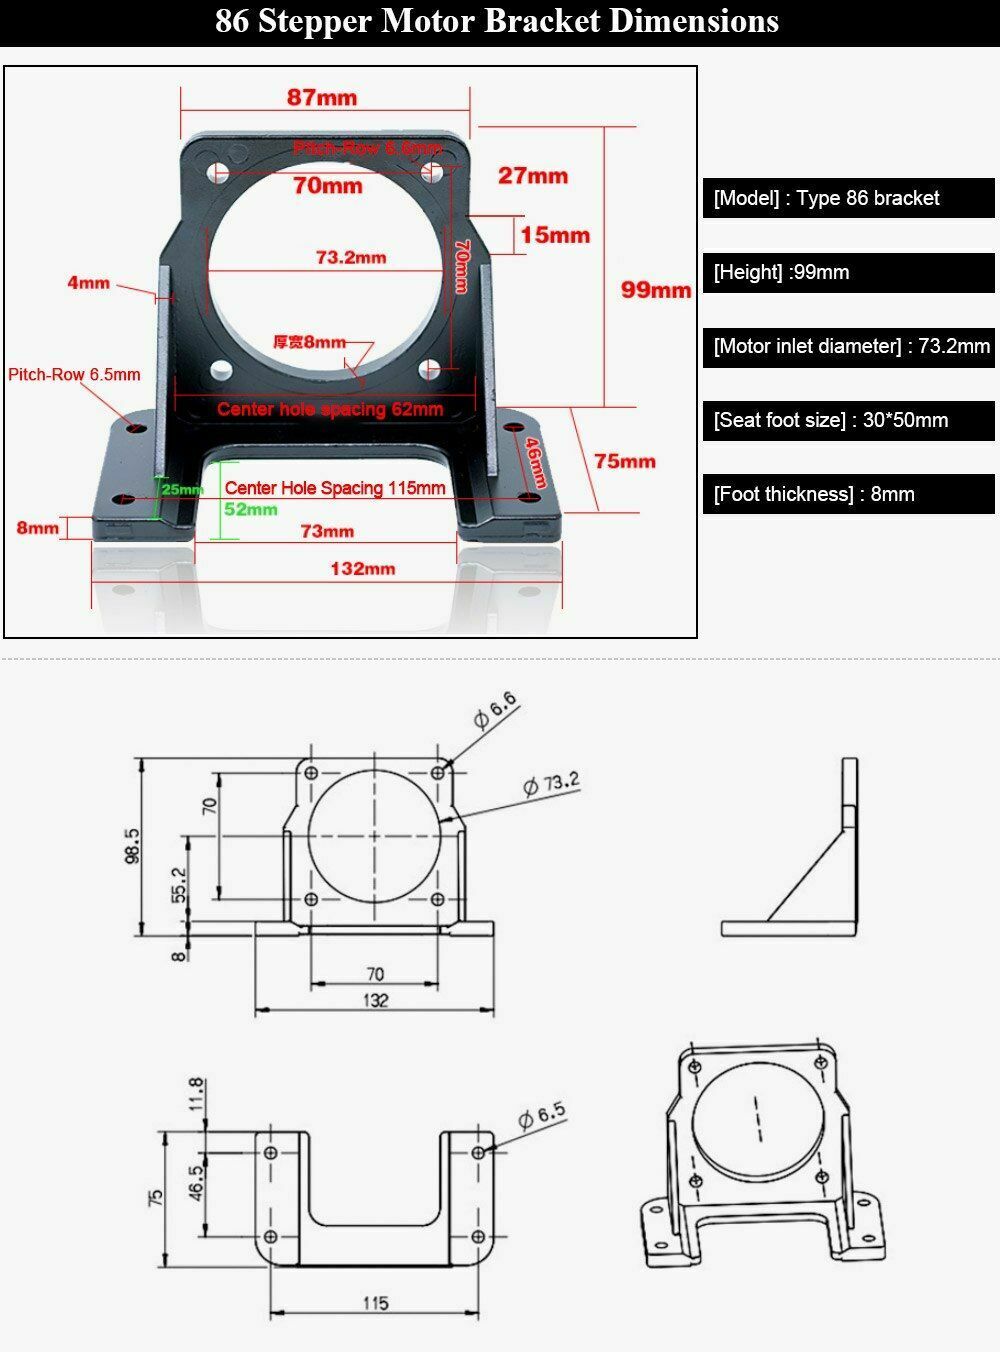 86 Stepper Motor Bracket Dimensions
87mm
Pitch-Row 6.6mm
70mm
27mm
15mm
73.2mm
70mm
4mm
99mm
厚宽8mm
Pitch-Row 6.5mm
Center hole spacing 62mm
46mm
75mm
25mm
Center Hole Spacing 115mm
52mm
8mm
73mm
132mm
[Model] : Type 86 bracket
[Height] :99mm
[Motor inlet diameter] : 73.2mm
[Seat foot size] : 30*50mm
[Foot thickness] : 8mm
Ø 6.6
Ø 73.2
70
98.5
55.2
8
70
132
11.8
Ø 6.5
46.5
75
115